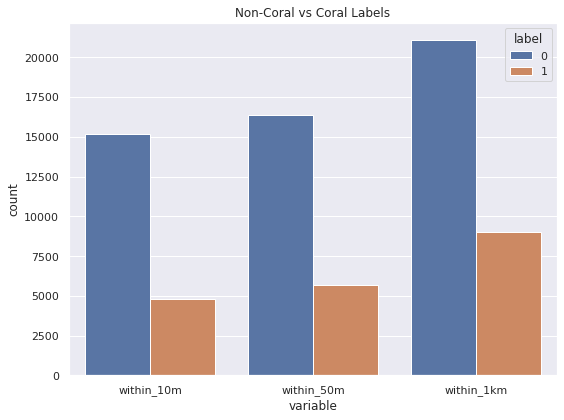 Non-Coral vs Coral Labels
label
0
1
20000
17500
15000
12500
10000
7500
5000
2500
0
count
within_10m within_50m within_1km
variable